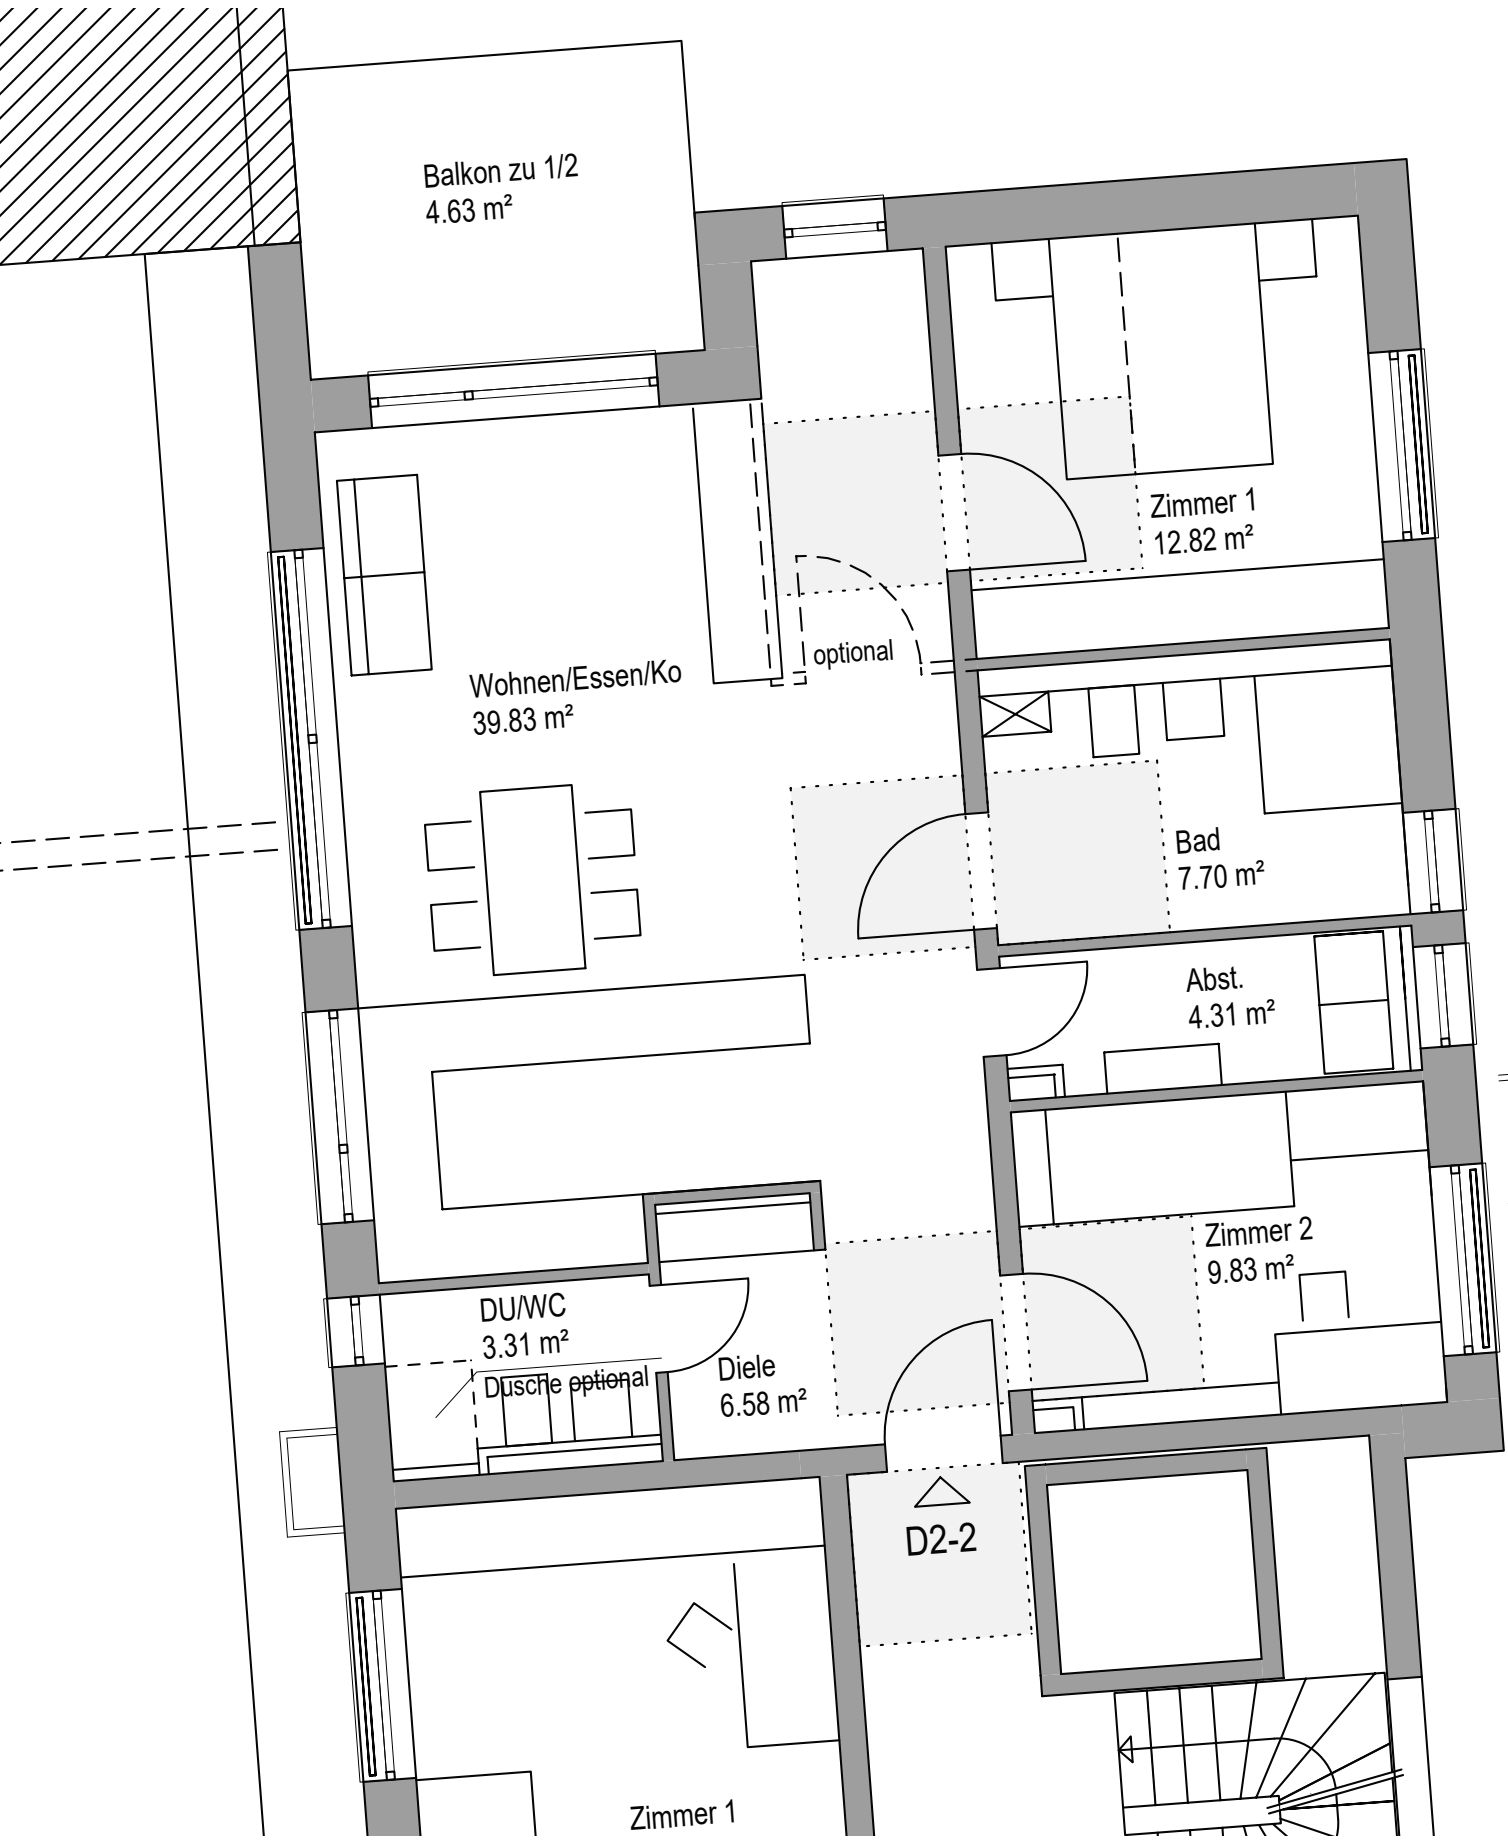 Balkon zu 1/2
4.63 m²
Zimmer 1
12.82 m²
optional
Wohnen/Essen/Ko
39.83 m²
Bad
7.70 m²
Abst.
4.31 m²
Zimmer 2
9.83 m²
DU/WC
3.31 m²
Dusche optional
Diele
6.58 m²
D2-2
Zimmer 1